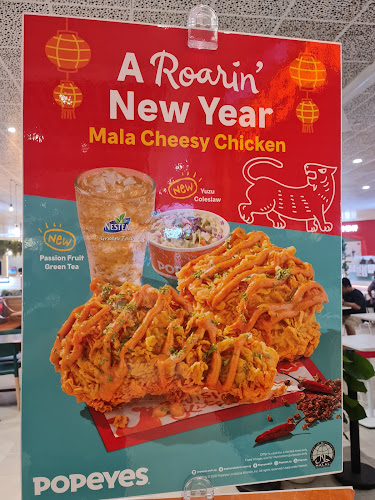 A Roarin'
New Year
Mala Cheesy Chicken
New
Yuzu
Coleslaw
NESTEA
New
Passion Fruit
Green Tea
POPEYES